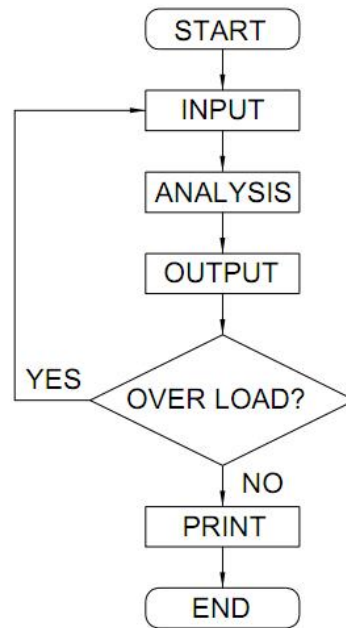 START
INPUT
ANALYSIS
OUTPUT
YES
OVER LOAD?
NO
PRINT
END